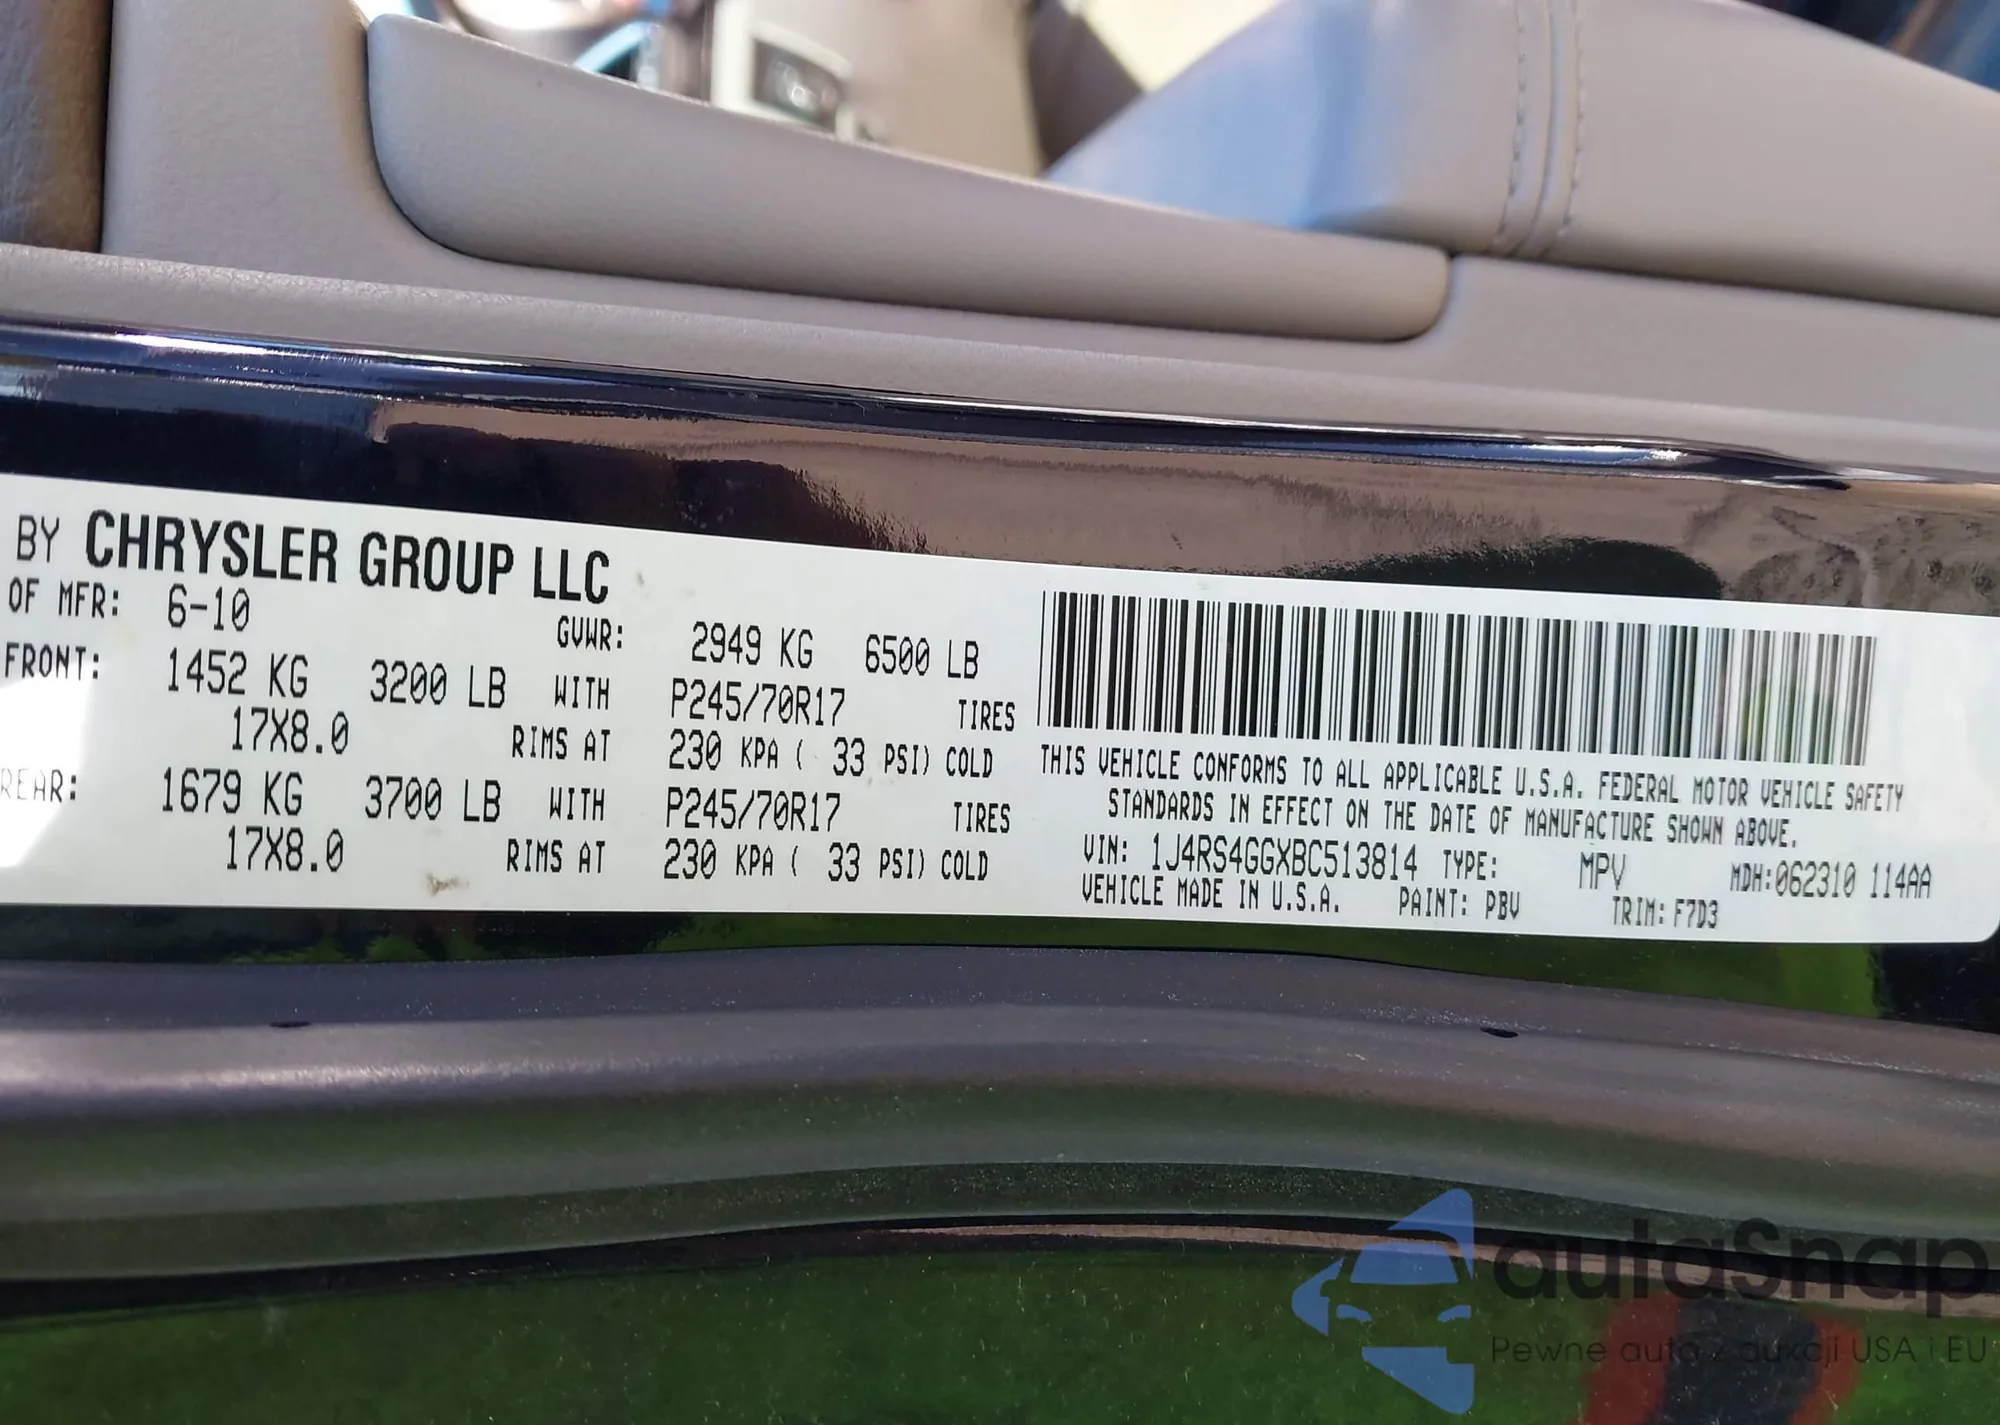 BY CHRYSLER GROUP LLC
OF MFR: 6-10 GVWR: 2949 KG 6500 LB
FRONT: 1452 KG 3200 LB WITH P245/70R17 TIRES
17X8.0 RIMS AT 230 KPA ( 33 PSI) COLD
REAR: 1679 KG 3700 LB WITH P245/70R17 TIRES
17X8.0 RIMS AT 230 KPA ( 33 PSI) COLD
THIS VEHICLE CONFORMS TO ALL APPLICABLE U.S.A. FEDERAL MOTOR VEHICLE SAFETY
STANDARDS IN EFFECT ON THE DATE OF MANUFACTURE SHOWN ABOVE.
VIN: 1J4RS4GGXBC513814 TYPE: MPV MDH:062310 114AA
VEHICLE MADE IN U.S.A. PAINT: PBV TRIM: F7D3
autaSnap
Pewne auta z aukcji USA i EU